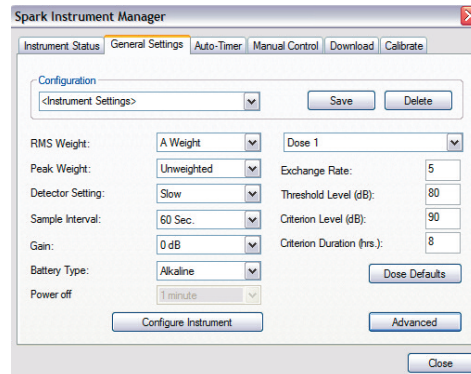 Spark Instrument Manager
Instrument Status General Settings Auto-Timer Manual Control Download Calibrate
Configuration
<Instrument Settings> Save Delete
RMS Weight: A Weight Dose 1
Peak Weight: Unweighted Exchange Rate: 5
Detector Setting: Slow Threshold Level (dB): 80
Sample Interval: 60 Sec. Criterion Level (dB): 90
Gain: 0 dB Criterion Duration (hrs.): 8
Battery Type: Alkaline Dose Defaults
Power off 1 minute
Configure Instrument Advanced
Close